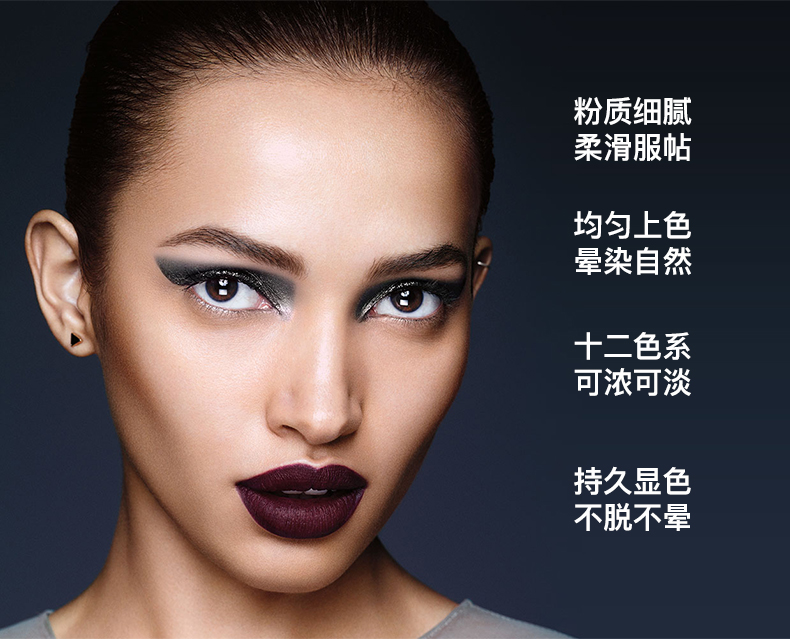 粉质细腻
柔滑服帖
均匀上色
晕染自然
十二色系
可浓可淡
持久显色
不脱不晕